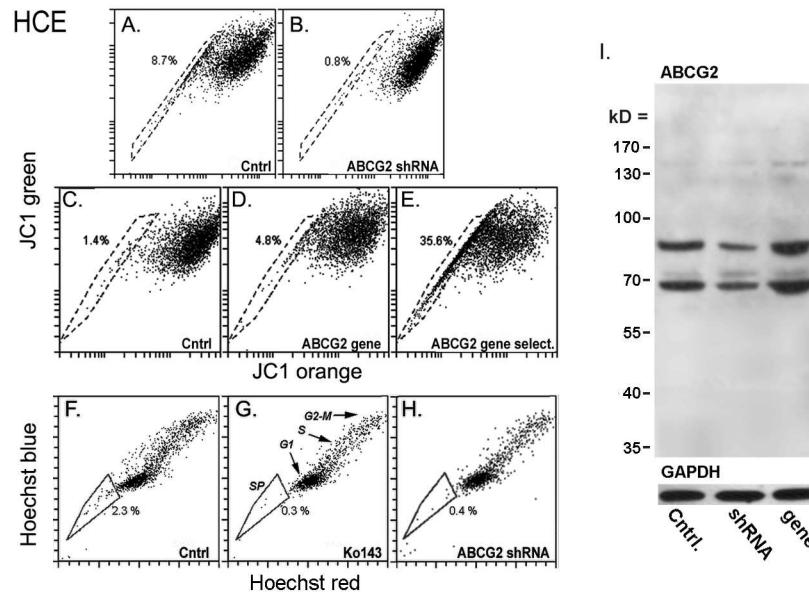 HCE
A.
8.7%
Cntrl
B.
0.8%
ABCG2 shRNA
JC1 green
C.
1.4%
Cntrl
D.
4.8%
ABCG2 gene
E.
35.6%
ABCG2 gene select.
JC1 orange
Hoechst blue
F.
2.3 %
Cntrl
G.
G2-M
S
G1
SP
0.3 %
Ko143
H.
0.4 %
ABCG2 shRNA
Hoechst red
I.
ABCG2
kD =
170
130
100
70
55
40
35
GAPDH
Cntrl.
shRNA
gene